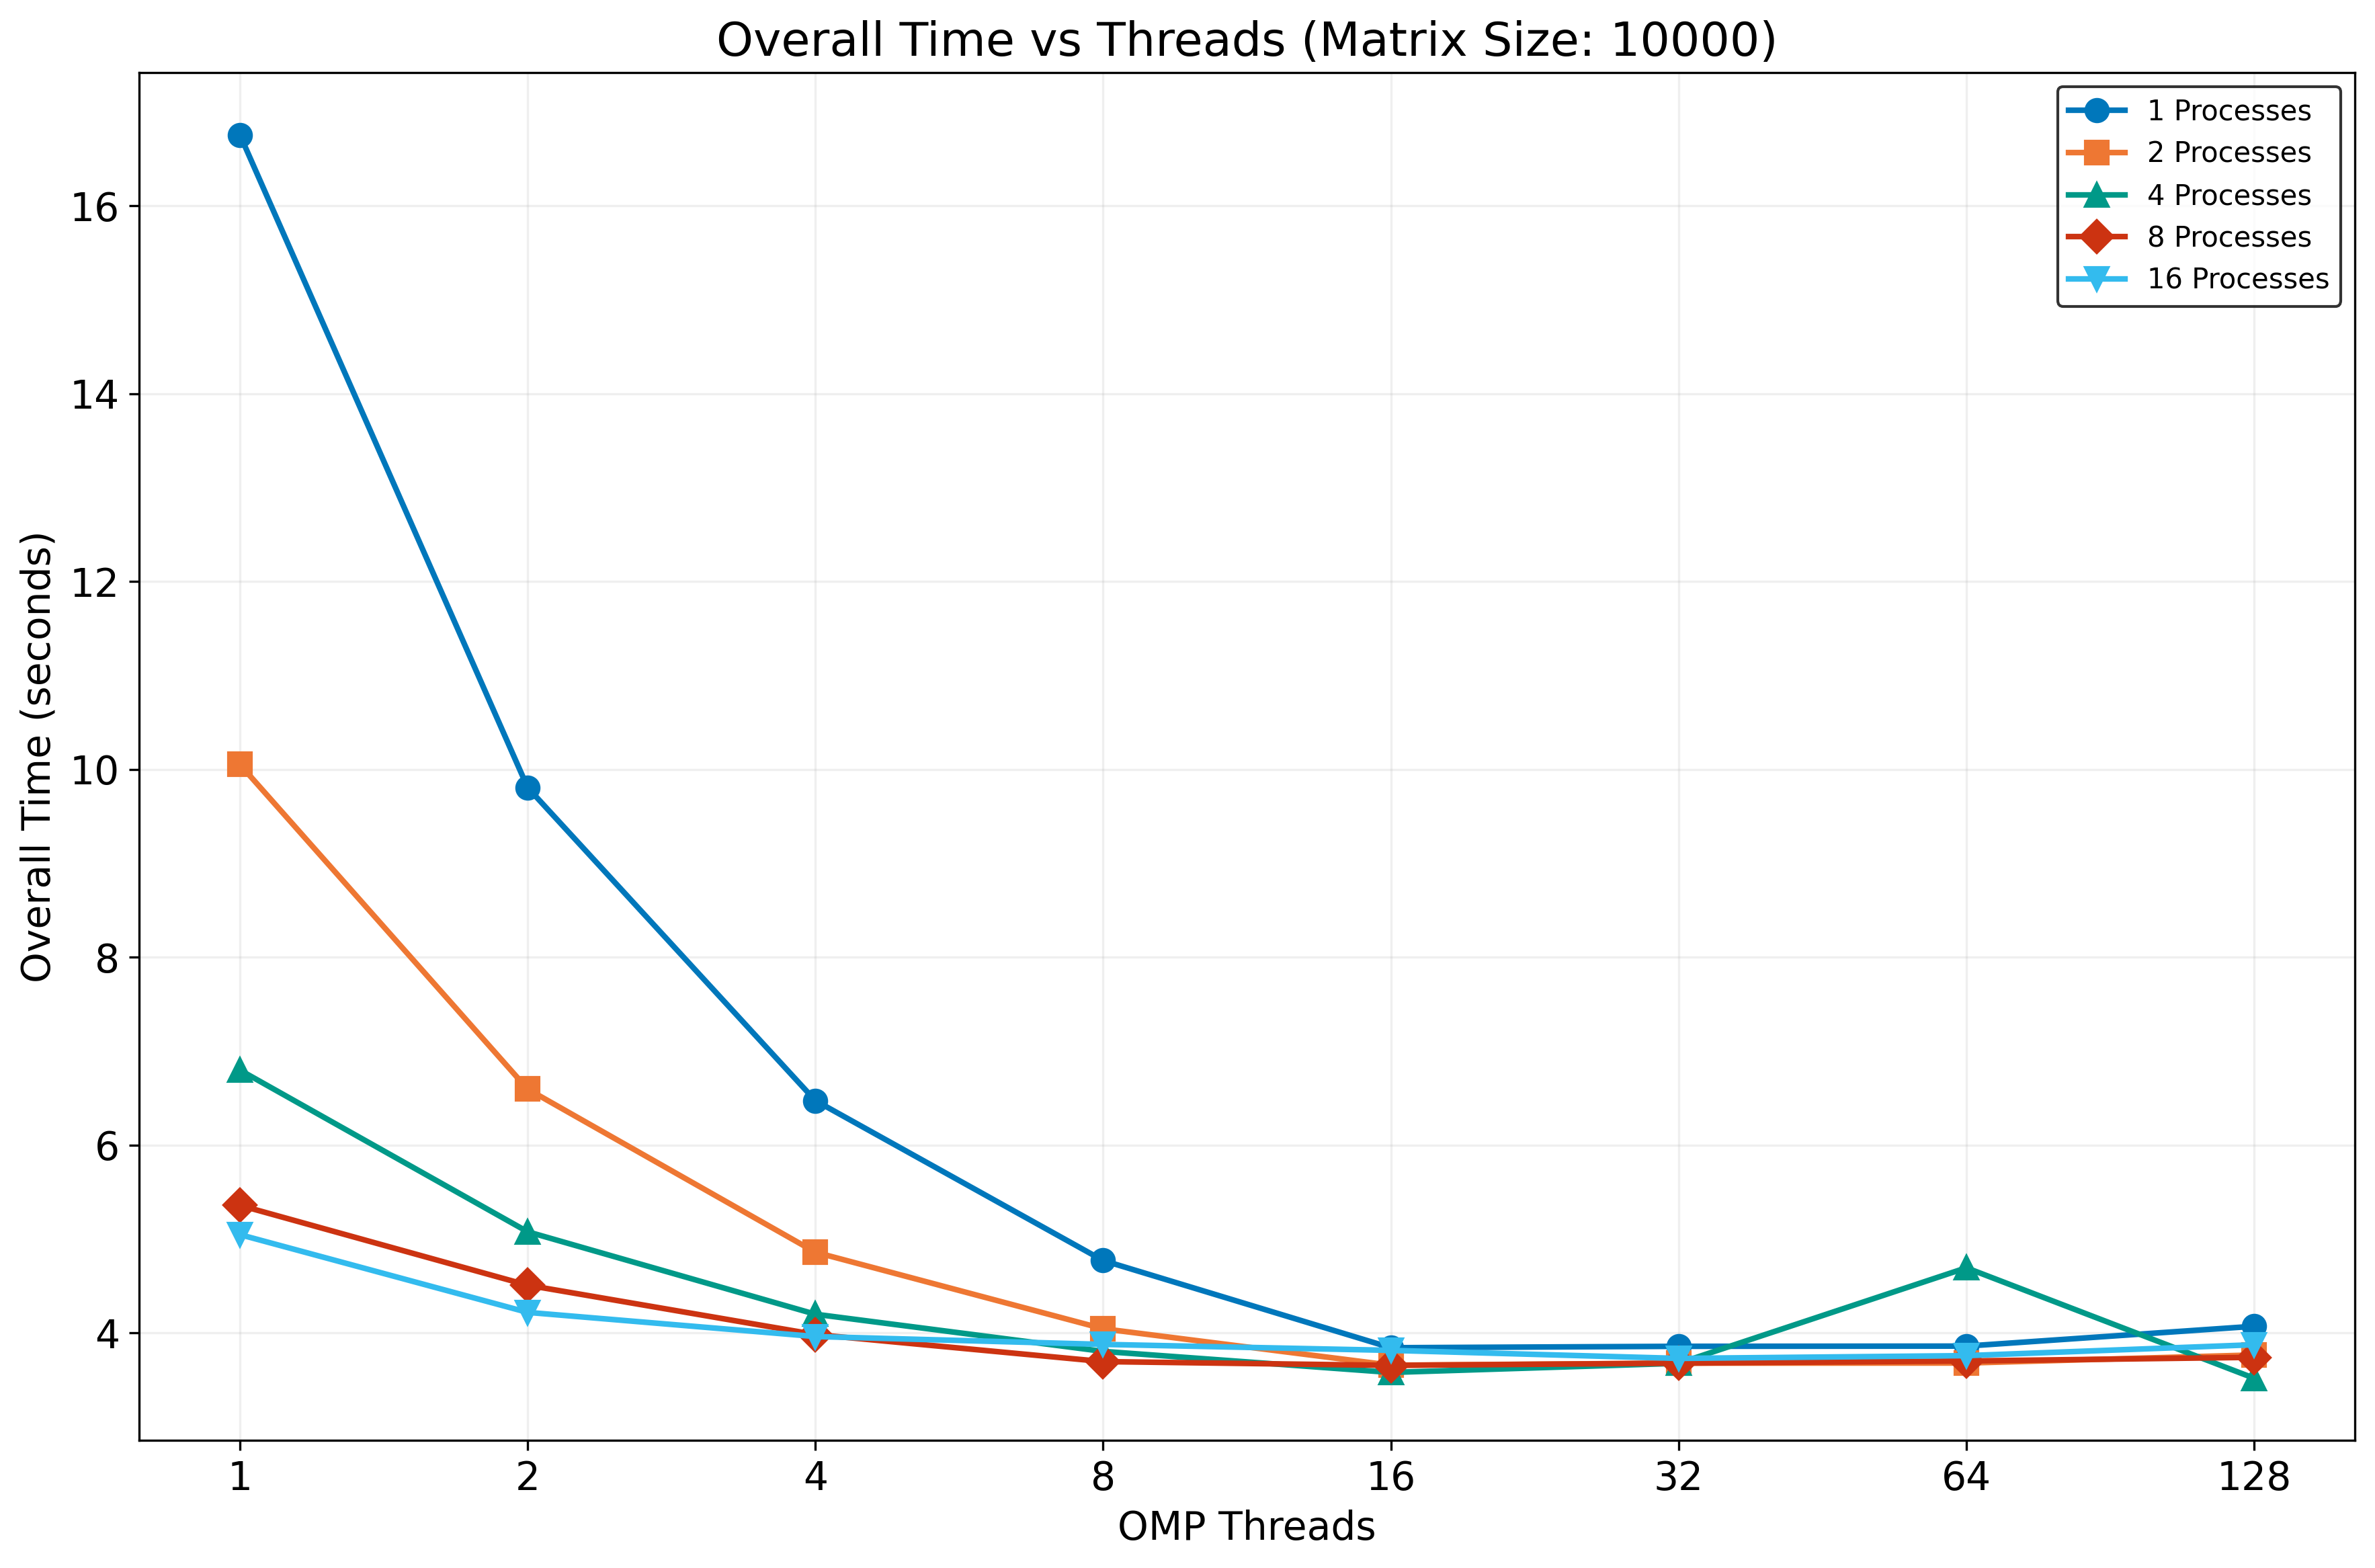 Overall Time vs Threads (Matrix Size: 10000)
Overall Time (seconds)
16
14
12
10
8
6
4
1 Processes
2 Processes
4 Processes
8 Processes
16 Processes
1 2 4 8 16 32 64 128
OMP Threads